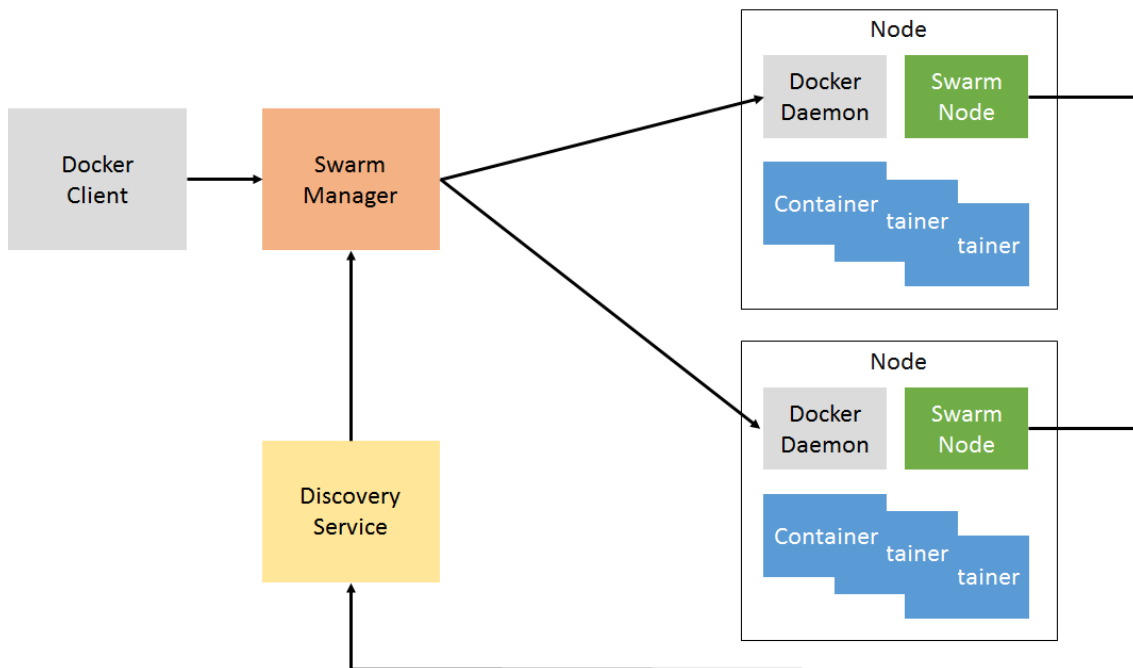 Node
Docker
Daemon
Swarm
Node
Container
tainer
tainer
Docker
Client
Swarm
Manager
Node
Docker
Daemon
Swarm
Node
Container
tainer
tainer
Discovery
Service